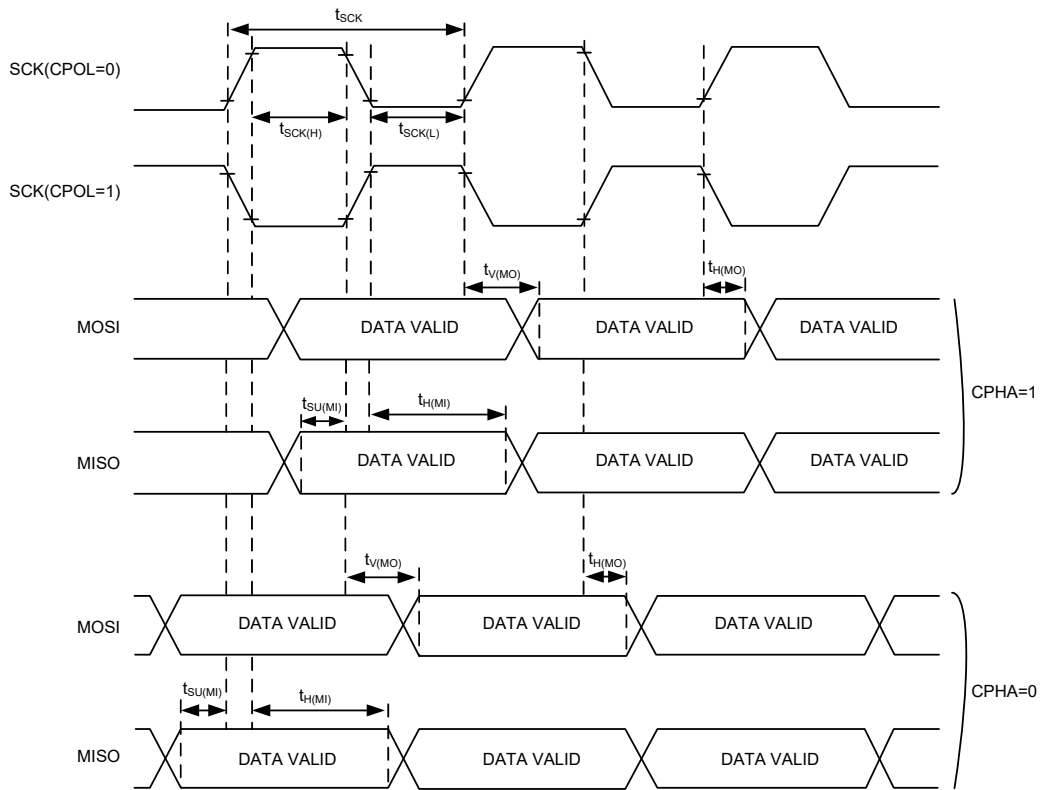 tSCK
SCK(CPOL=0)
tSCK(H)
tSCK(L)
SCK(CPOL=1)
tV(MO)
tH(MO)
MOSI
DATA VALID
DATA VALID
DATA VALID
CPHA=1
tSU(MI)
tH(MI)
MISO
DATA VALID
DATA VALID
DATA VALID
tV(MO)
tH(MO)
MOSI
DATA VALID
DATA VALID
DATA VALID
CPHA=0
tSU(MI)
tH(MI)
MISO
DATA VALID
DATA VALID
DATA VALID